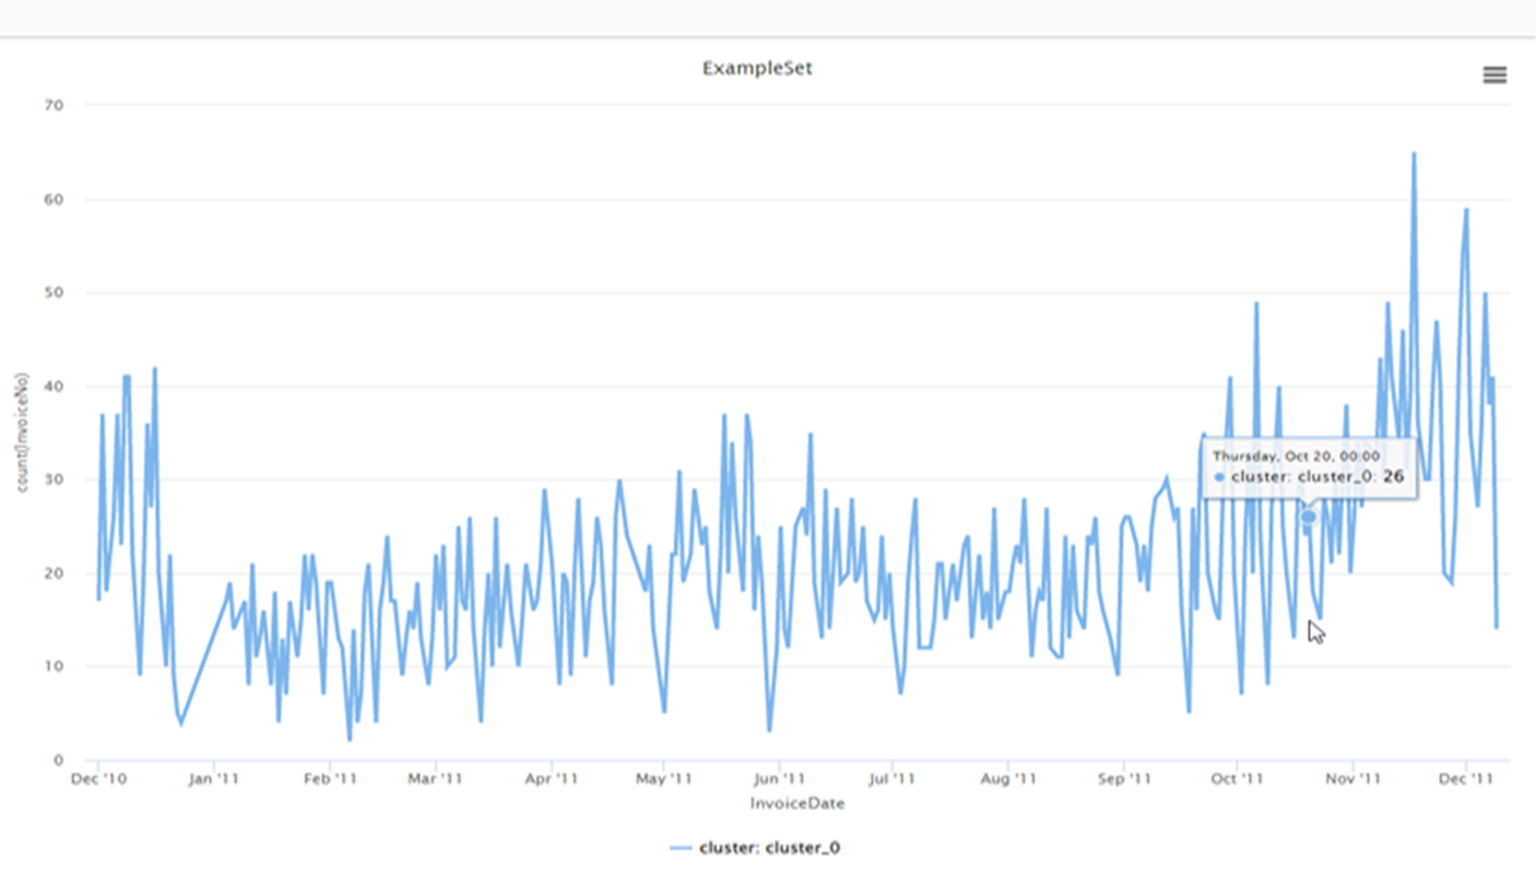 ExampleSet
70
60
50
40
30
20
10
0
count(InvoiceNo)
Thursday, Oct 20, 00:00
cluster: cluster_0: 26
Dec '10 Jan '11 Feb '11 Mar '11 Apr '11 May '11 Jun '11 Jul '11 Aug '11 Sep '11 Oct '11 Nov '11 Dec '11
InvoiceDate
cluster: cluster_0